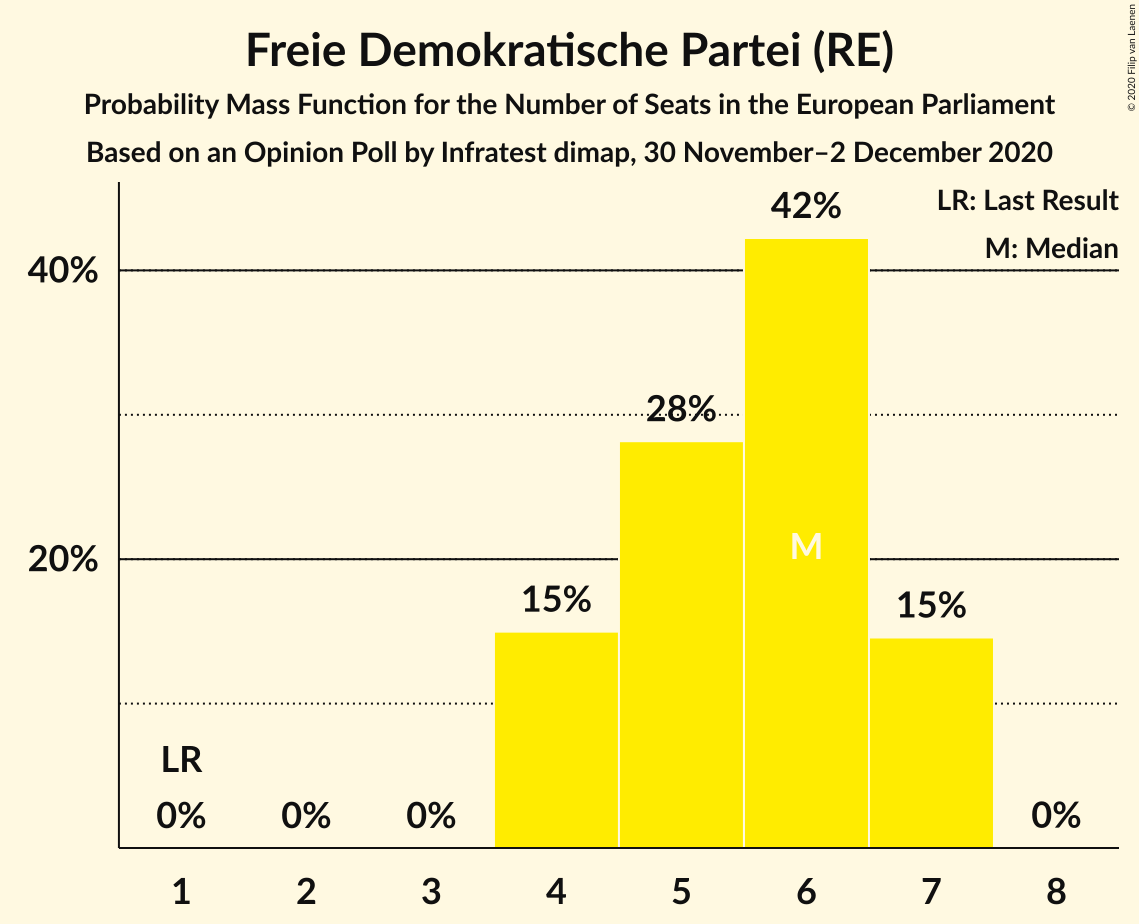 Freie Demokratische Partei (RE)
Probability Mass Function for the Number of Seats in the European Parliament
Based on an Opinion Poll by Infratest dimap, 30 November–2 December 2020
© 2020 Filip van Laenen
LR: Last Result
M: Median
42%
40%
28%
M
20%
15%
15%
LR
0%
0%
0%
0%
1
2
3
4
5
6
7
8